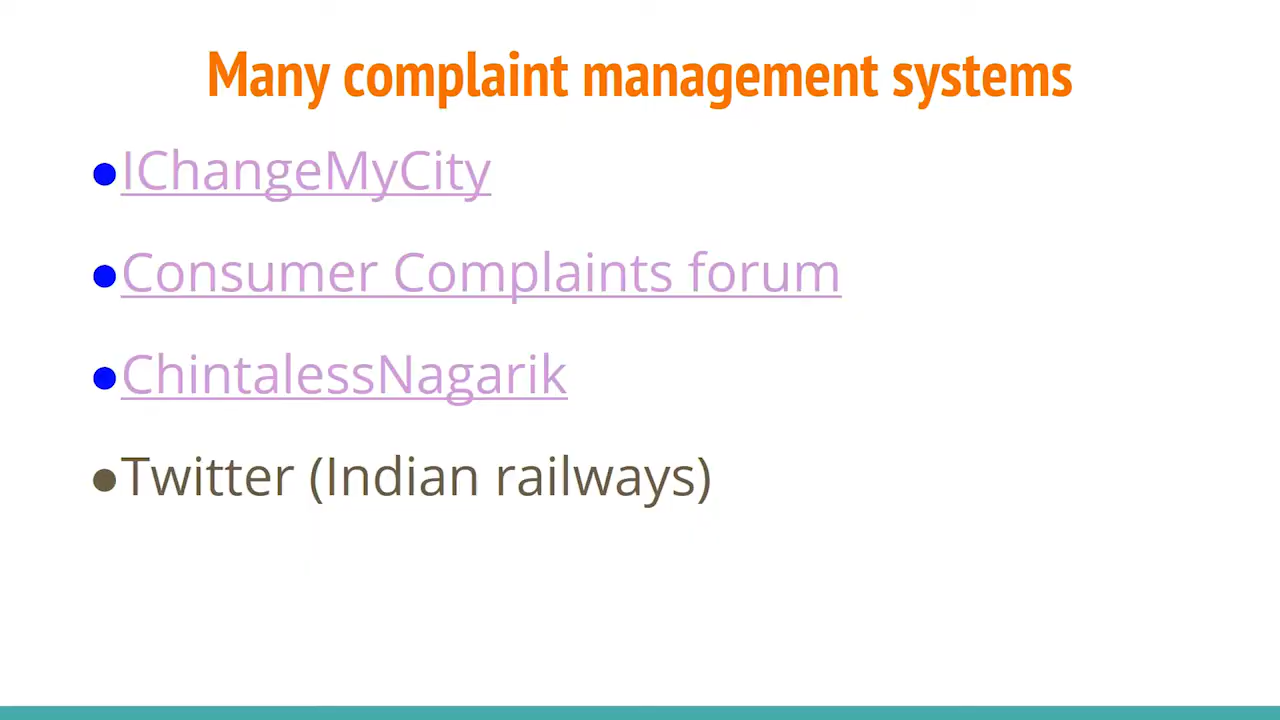 Many complaint management systems
●IChangeMyCity
●Consumer Complaints forum
●ChintalessNagarik
●Twitter (Indian railways)